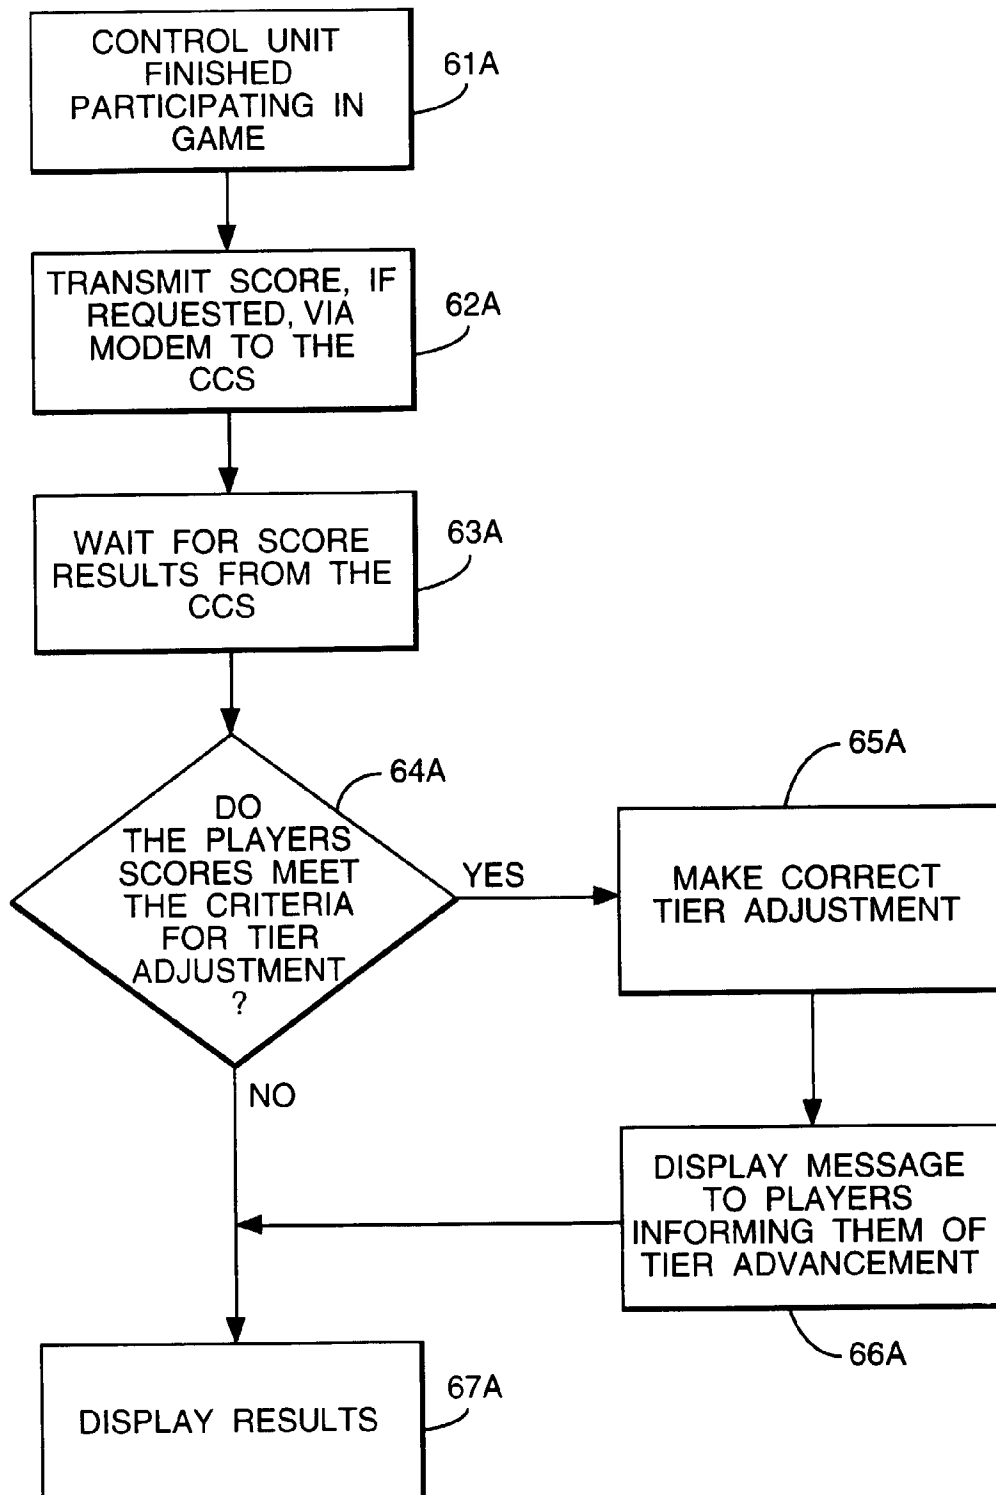 CONTROL UNIT
FINISHED
PARTICIPATING IN
GAME
61A
TRANSMIT SCORE, IF
REQUESTED, VIA
MODEM TO THE
CCS
62A
WAIT FOR SCORE
RESULTS FROM THE
CCS
63A
DO
THE PLAYERS
SCORES MEET
THE CRITERIA
FOR TIER
ADJUSTMENT
?
64A
YES
MAKE CORRECT
TIER ADJUSTMENT
65A
NO
DISPLAY MESSAGE
TO PLAYERS
INFORMING THEM OF
TIER ADVANCEMENT
66A
DISPLAY RESULTS
67A